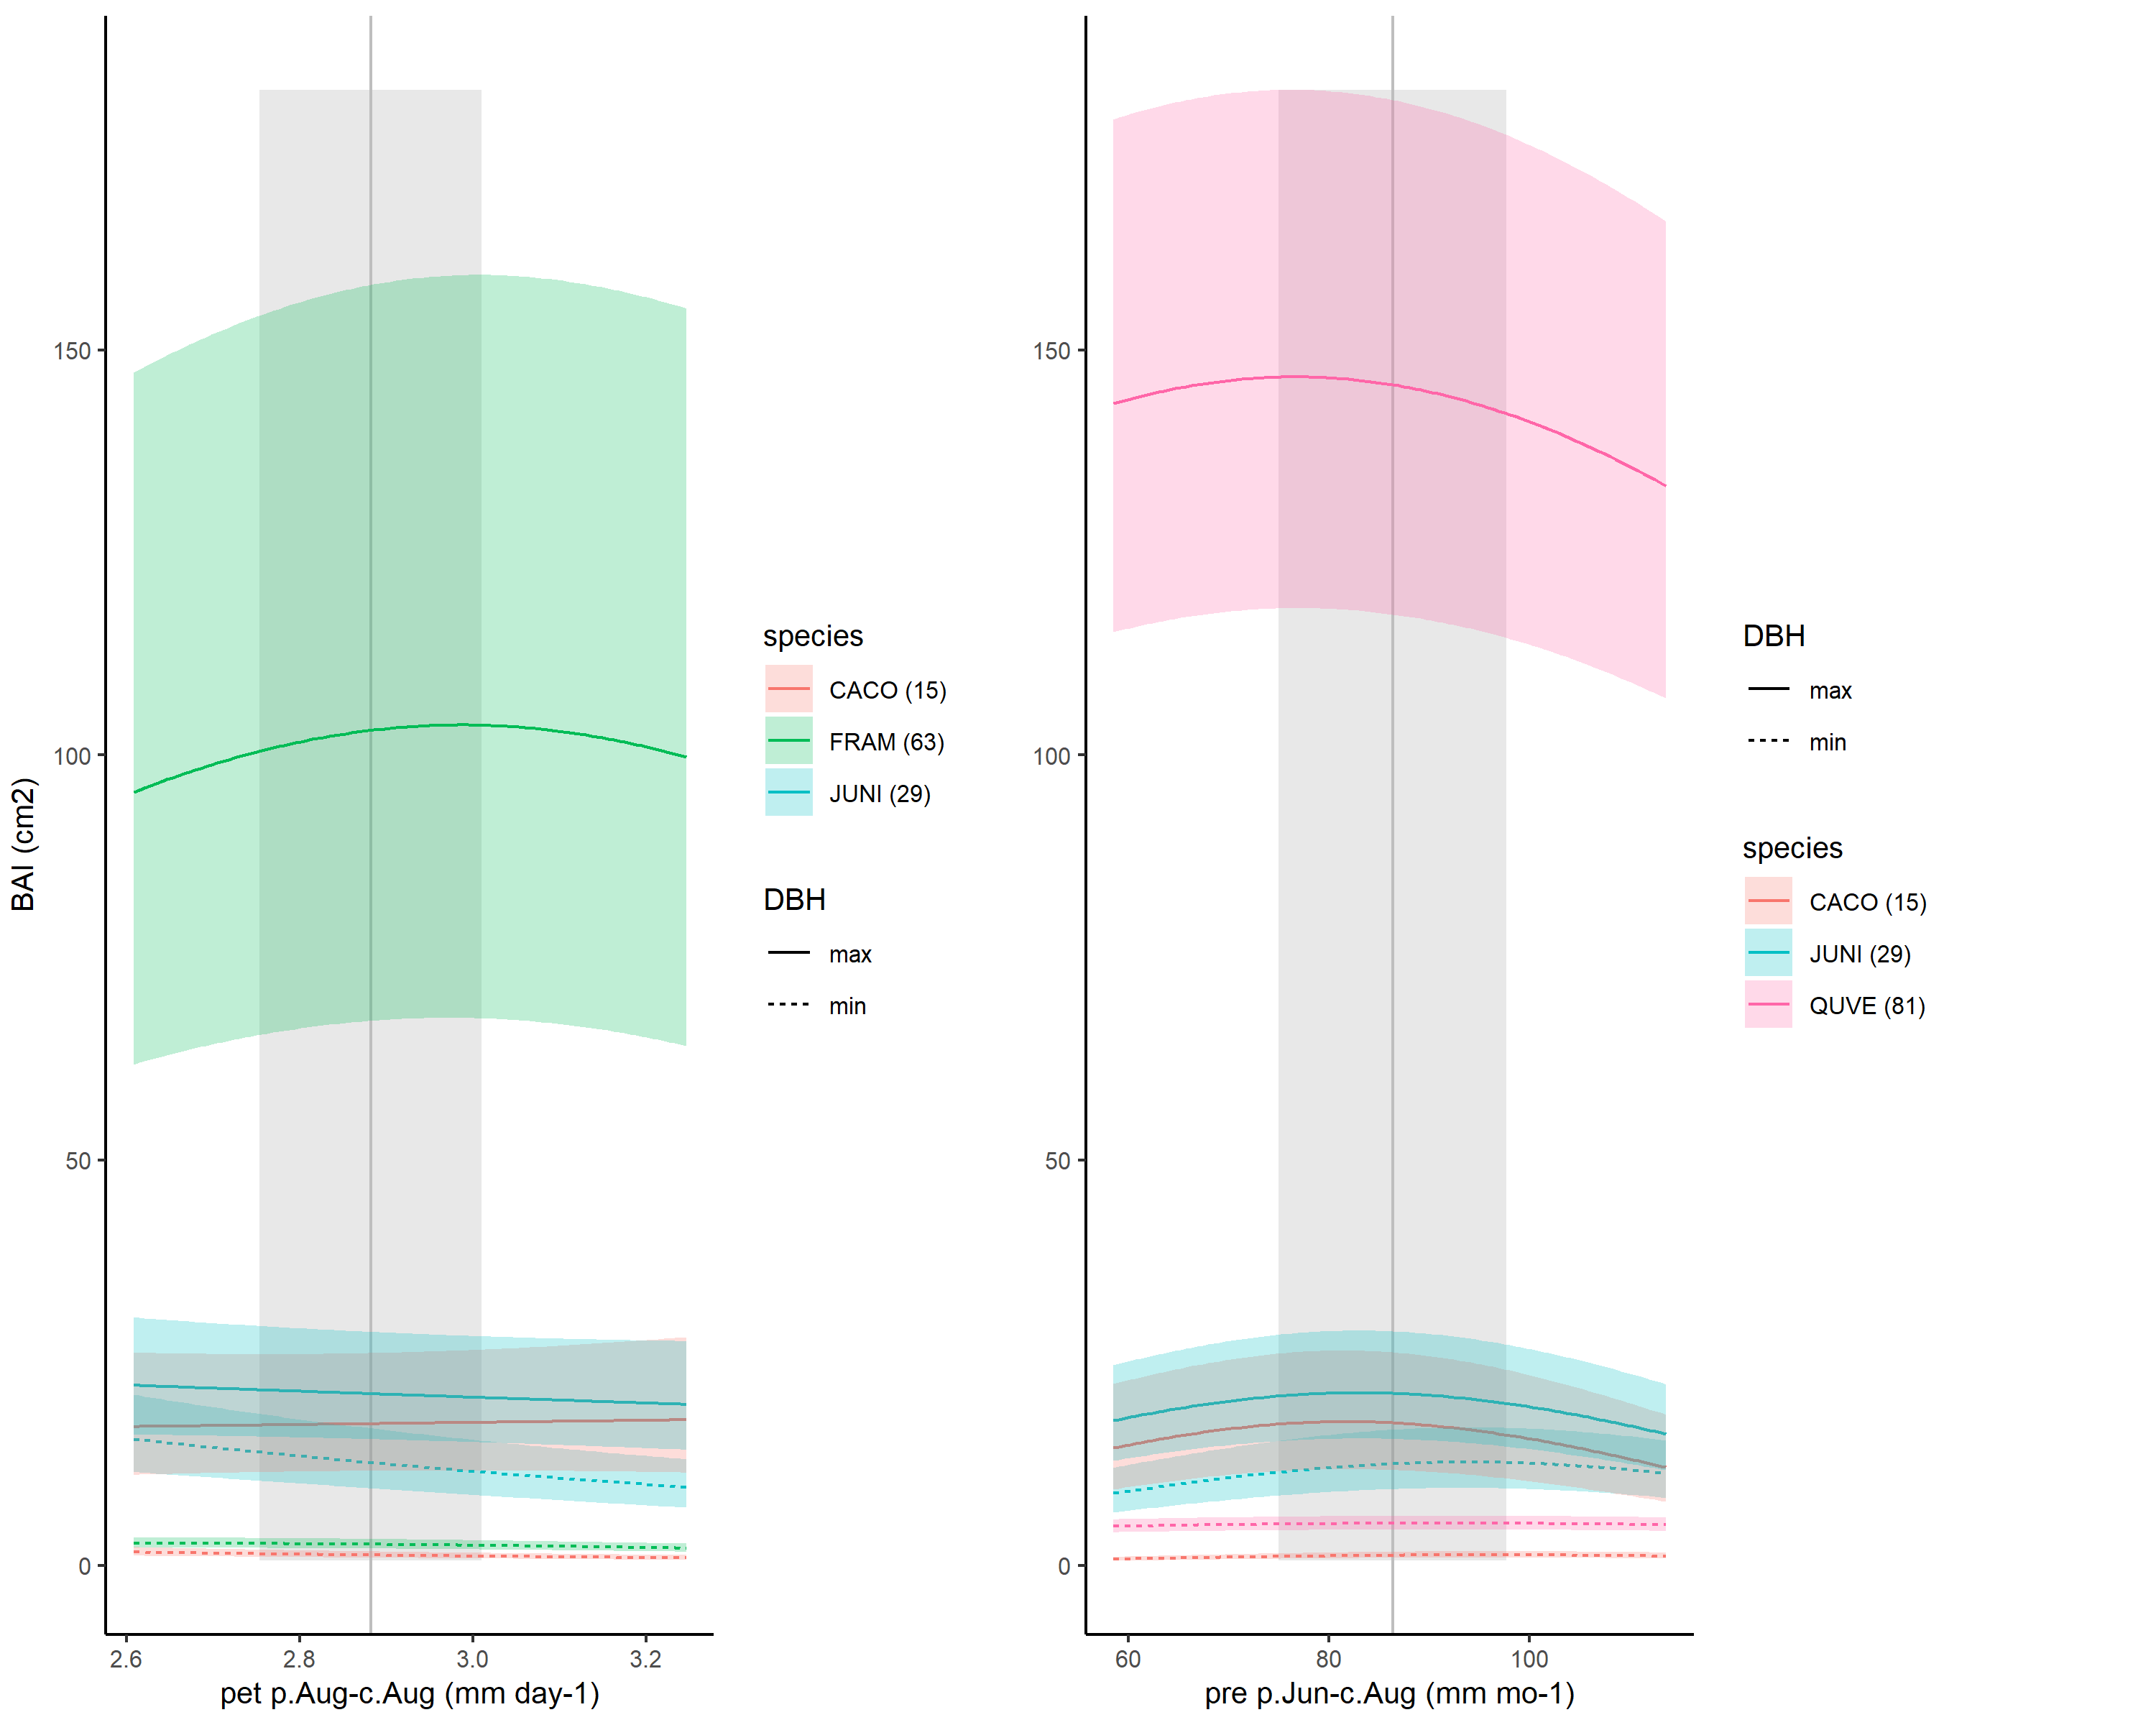 BAI (cm2)
150
100
50
0
2.6 2.8 3.0 3.2
pet p.Aug-c.Aug (mm day-1)
species
CACO (15)
FRAM (63)
JUNI (29)
DBH
max
min
150
100
50
0
60 80 100
pre p.Jun-c.Aug (mm mo-1)
DBH
max
min
species
CACO (15)
JUNI (29)
QUVE (81)